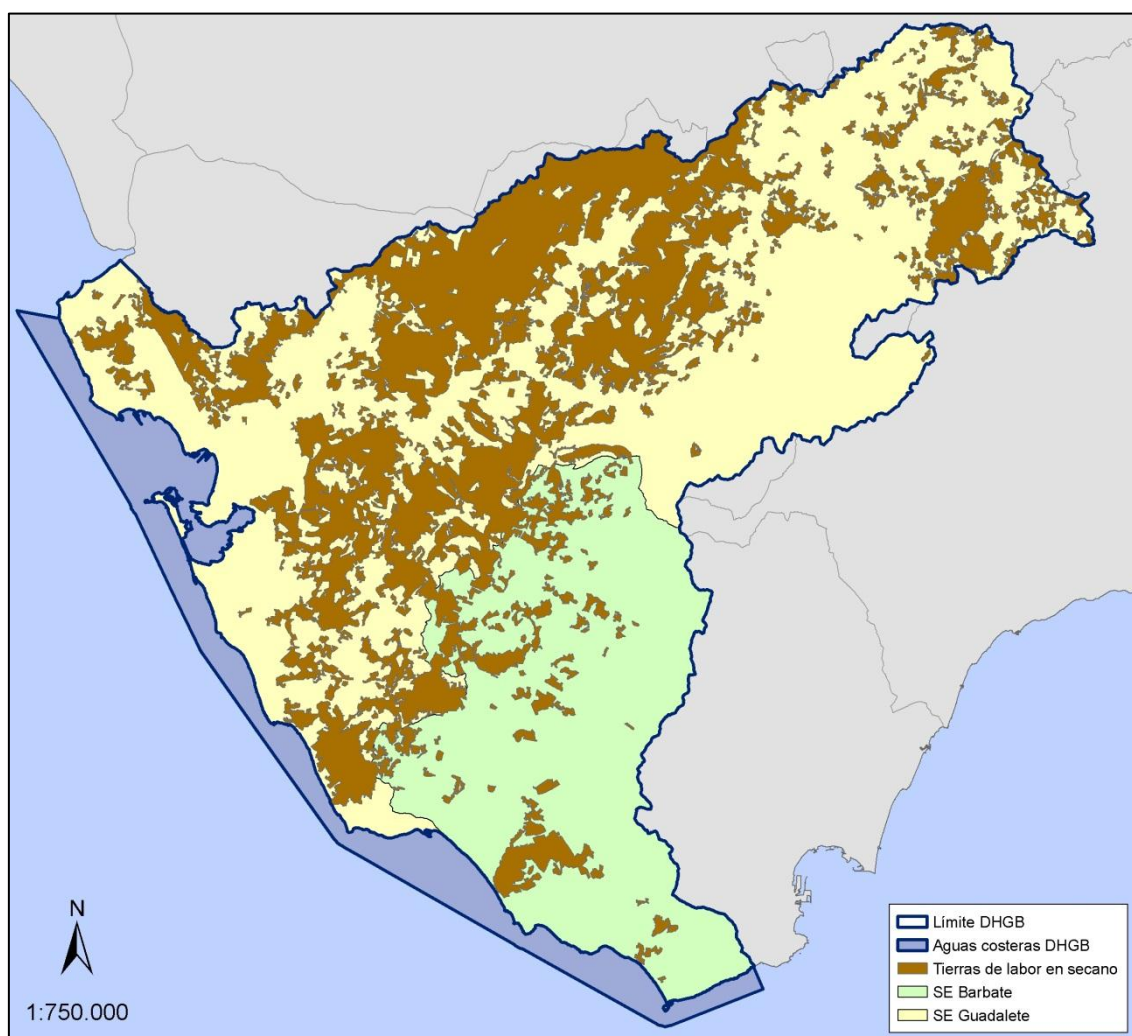 N
1:750.000
Límite DHGB
Aguas costeras DHGB
Tierras de labor en secano
SE Barbate
SE Guadalete